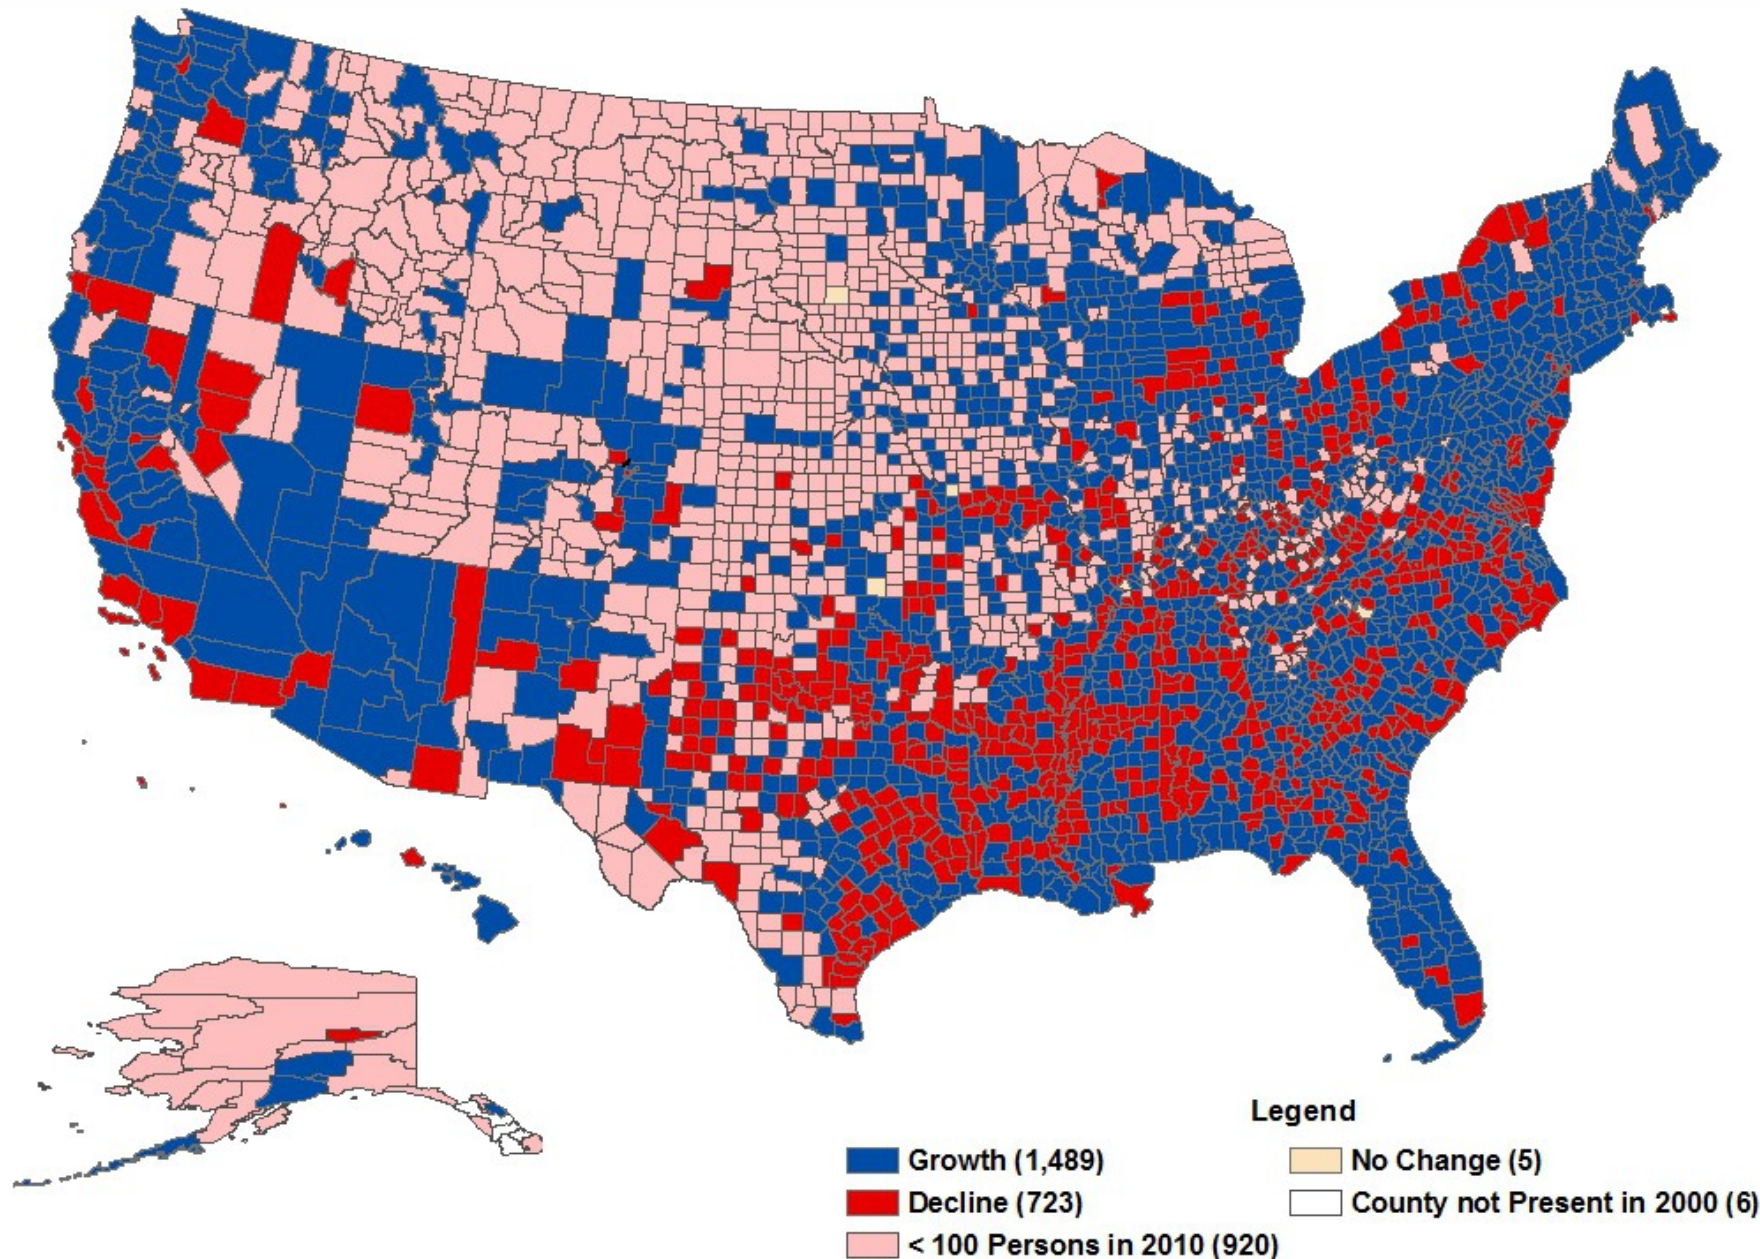 Legend
Growth (1,489)
No Change (5)
Decline (723)
County not Present in 2000 (6)
< 100 Persons in 2010 (920)